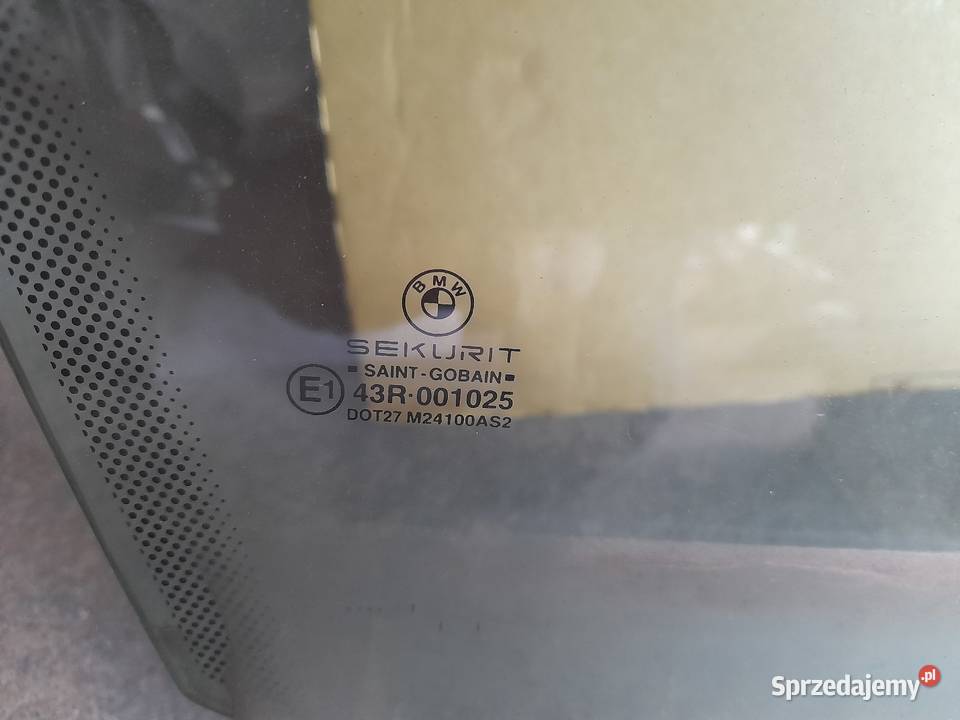 BMW
SEKURIT
SAINT-GOBAIN
E1
43R·001025
DOT27 M24100AS2
Sprzedajemy.pl